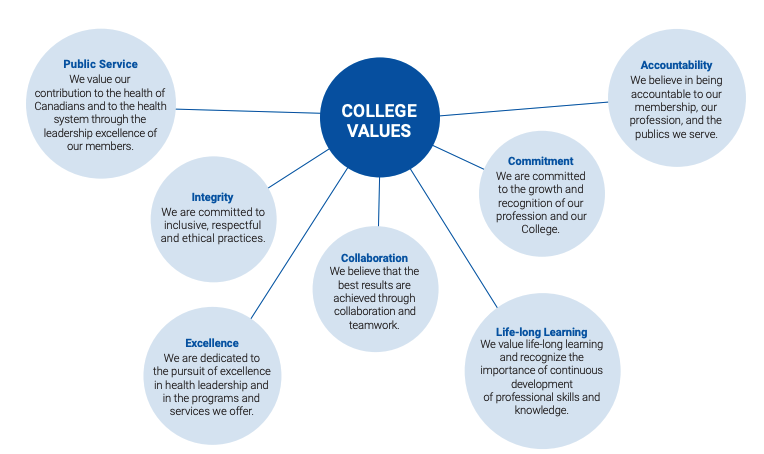 COLLEGE
VALUES
Public Service
We value our
contribution to the health of
Canadians and to the health
system through the
leadership excellence of
our members.
Accountability
We believe in being
accountable to our
membership, our
profession, and the
publics we serve.
Integrity
We are committed to
inclusive, respectful
and ethical practices.
Commitment
We are committed
to the growth and
recognition of our
profession and our
College.
Collaboration
We believe that the
best results are
achieved through
collaboration and
teamwork.
Excellence
We are dedicated to
the pursuit of excellence
in health leadership and
in the programs and
services we offer.
Life-long Learning
We value life-long learning
and recognize the
importance of continuous
development
of professional skills and
knowledge.